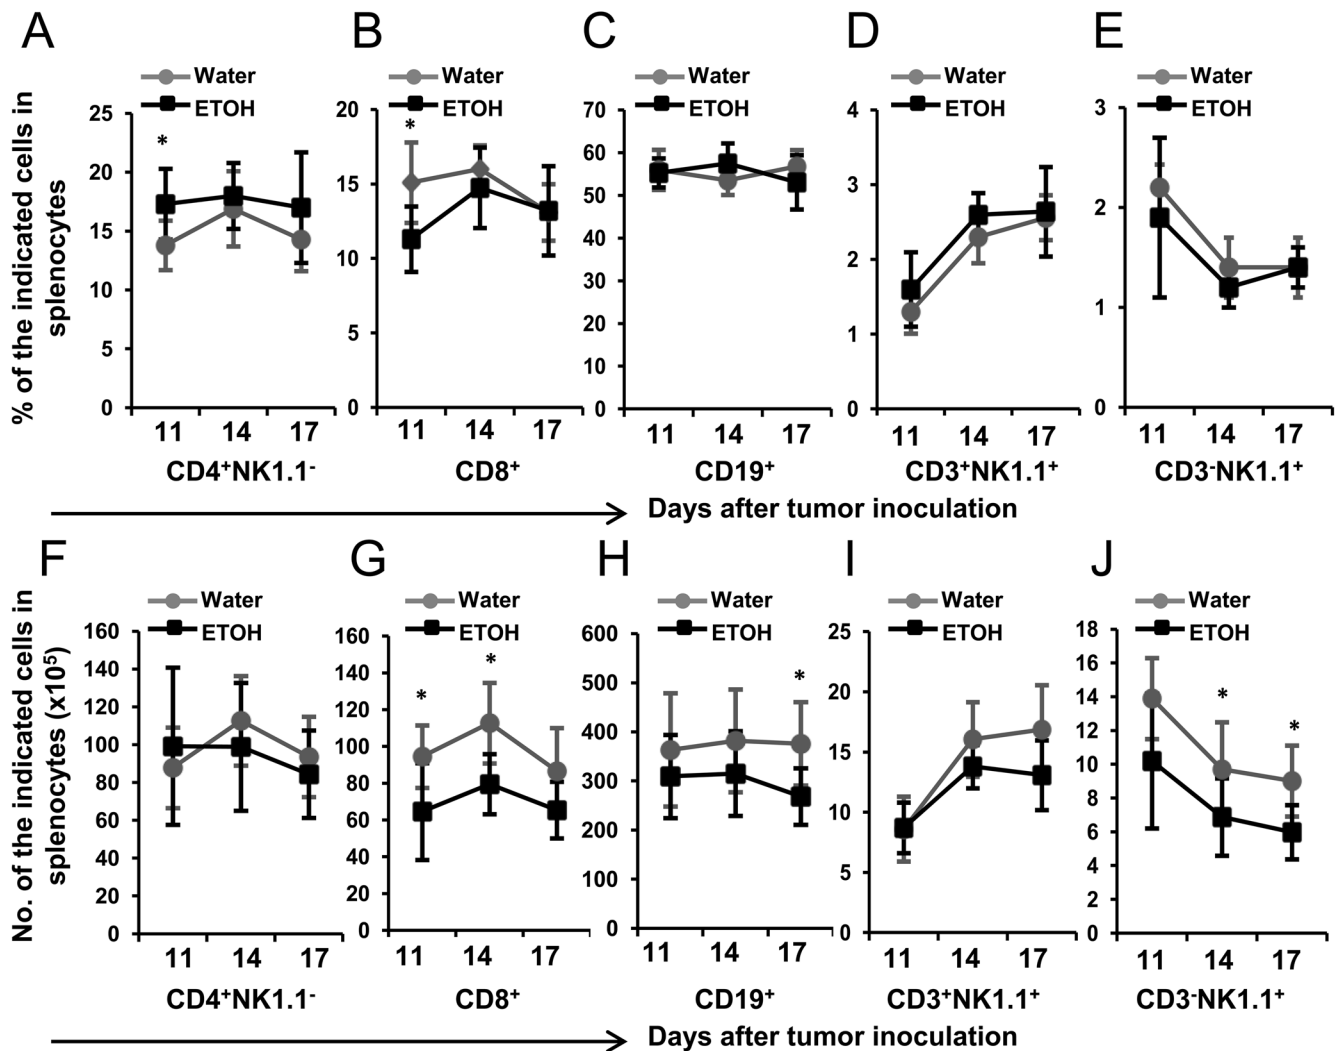 A B C D E
Water Water Water Water Water
ETOH ETOH ETOH ETOH ETOH
% of the indicated cells in
splenocytes
25 20 15 10 5 0
*
11 14 17
CD4⁺NK1.1⁻
20 15 10 5 0
*
11 14 17
CD8⁺
70 60 50 40 30 20 10 0
11 14 17
CD19⁺
4 3 2 1 0
11 14 17
CD3⁺NK1.1⁺
3 2 1 0
11 14 17
CD3⁻NK1.1⁺
Days after tumor inoculation
F G H I J
Water Water Water Water Water
ETOH ETOH ETOH ETOH ETOH
No. of the indicated cells in
splenocytes (x10⁵)
160 140 120 100 80 60 40 20 0
11 14 17
CD4⁺NK1.1⁻
160 140 120 100 80 60 40 20 0
* *
11 14 17
CD8⁺
600 500 400 300 200 100 0
*
11 14 17
CD19⁺
25 20 15 10 5 0
11 14 17
CD3⁺NK1.1⁺
18 16 14 12 10 8 6 4 2 0
* *
11 14 17
CD3⁻NK1.1⁺
Days after tumor inoculation